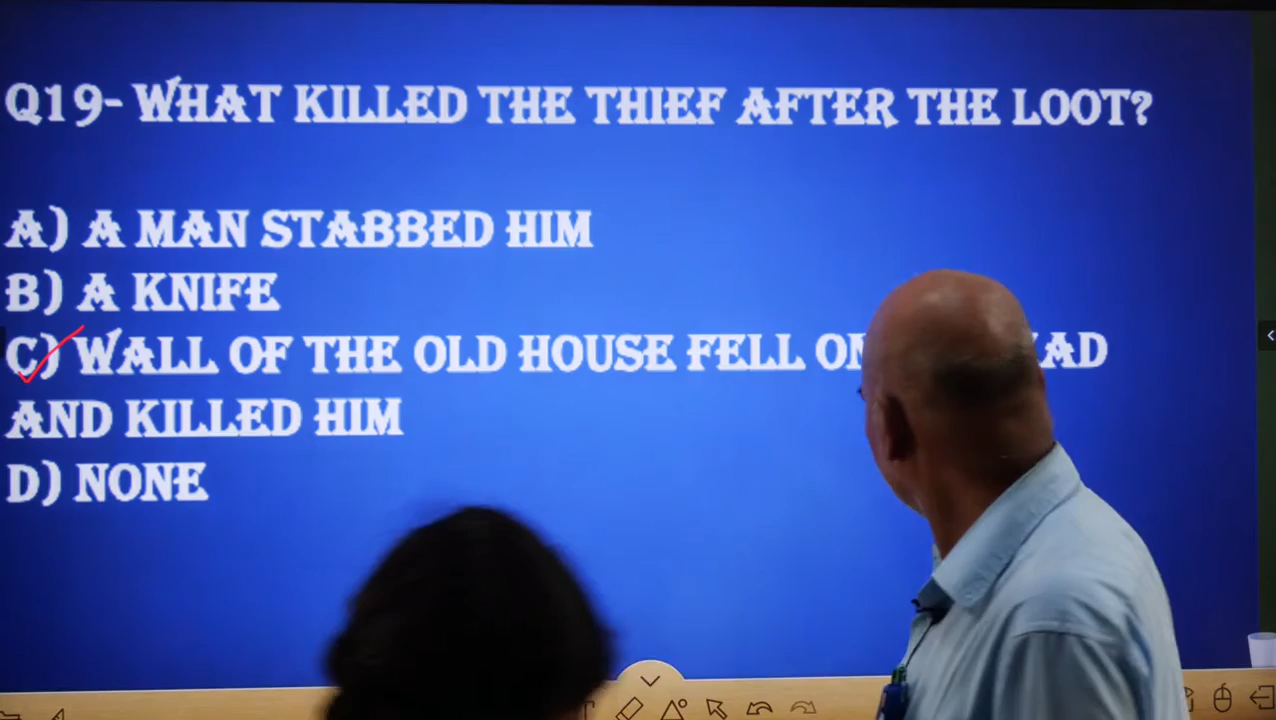 Q19- WHAT KILLED THE THIEF AFTER THE LOOT?
A) A MAN STABBED HIM
B) A KNIFE
C) WALL OF THE OLD HOUSE FELL
AND KILLED HIM
D) NONE